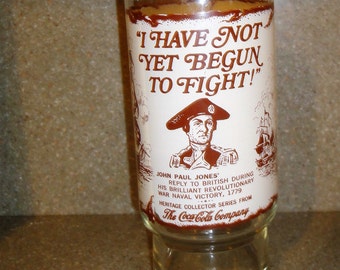 "I HAVE NOT
YET BEGUN
TO FIGHT!"
JOHN PAUL JONES'
REPLY TO BRITISH DURING
HIS BRILLIANT REVOLUTIONARY
WAR NAVAL VICTORY, 1779
HERITAGE COLLECTOR SERIES FROM
The Coca-Cola Company